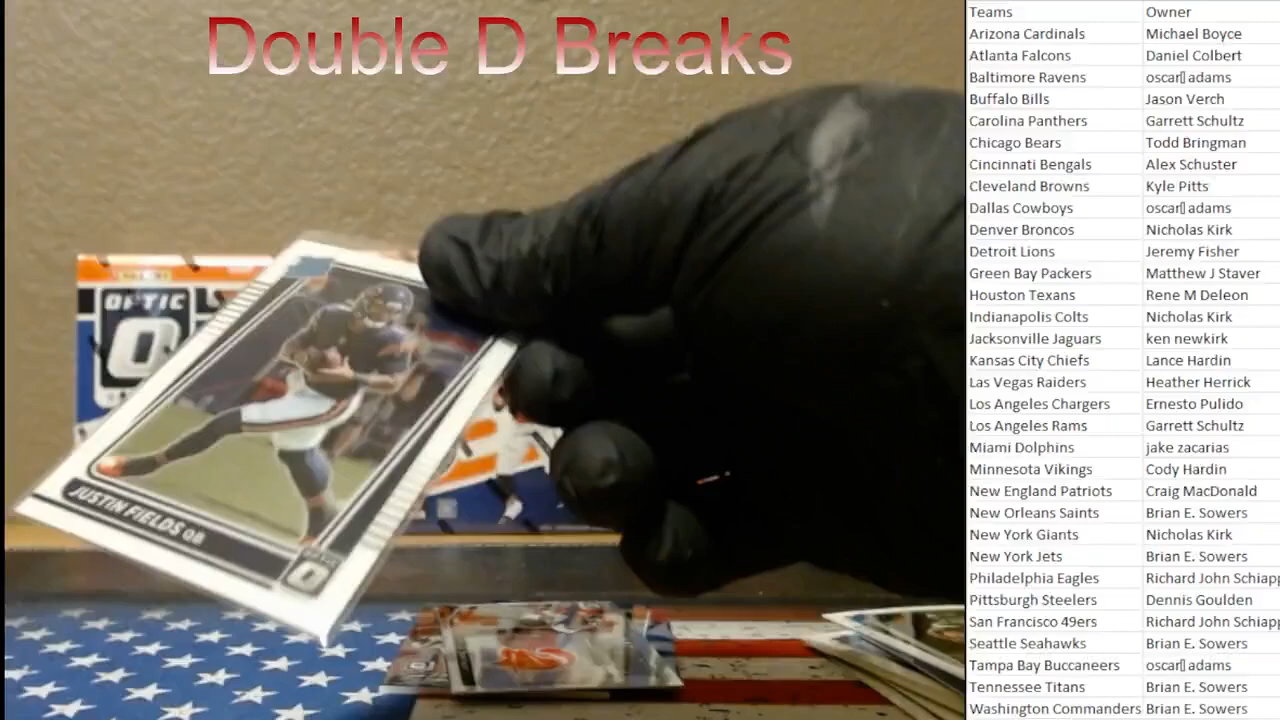 Double D Breaks
OPTIC
JUSTIN FIELDS QB
Teams Owner
Arizona Cardinals Michael Boyce
Atlanta Falcons Daniel Colbert
Baltimore Ravens oscar▯ adams
Buffalo Bills Jason Verch
Carolina Panthers Garrett Schultz
Chicago Bears Todd Bringman
Cincinnati Bengals Alex Schuster
Cleveland Browns Kyle Pitts
Dallas Cowboys oscar▯ adams
Denver Broncos Nicholas Kirk
Detroit Lions Jeremy Fisher
Green Bay Packers Matthew J Staver
Houston Texans Rene M Deleon
Indianapolis Colts Nicholas Kirk
Jacksonville Jaguars ken newkirk
Kansas City Chiefs Lance Hardin
Las Vegas Raiders Heather Herrick
Los Angeles Chargers Ernesto Pulido
Los Angeles Rams Garrett Schultz
Miami Dolphins jake zacarias
Minnesota Vikings Cody Hardin
New England Patriots Craig MacDonald
New Orleans Saints Brian E. Sowers
New York Giants Nicholas Kirk
New York Jets Brian E. Sowers
Philadelphia Eagles Richard John Schiapp
Pittsburgh Steelers Dennis Goulden
San Francisco 49ers Richard John Schiapp
Seattle Seahawks Brian E. Sowers
Tampa Bay Buccaneers oscar▯ adams
Tennessee Titans Brian E. Sowers
Washington Commanders Brian E. Sowers